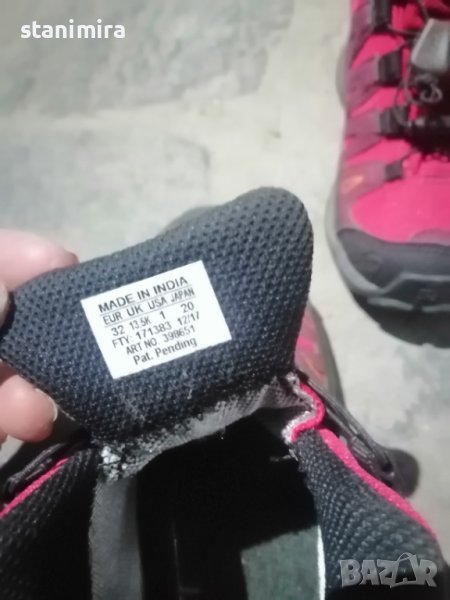 stanimira
MADE IN INDIA
EUR UK USA JAPAN
32 13.5K 1 20
FTY: 171383 12/17
ART NO. 398651
Pat. Pending
BAZAR